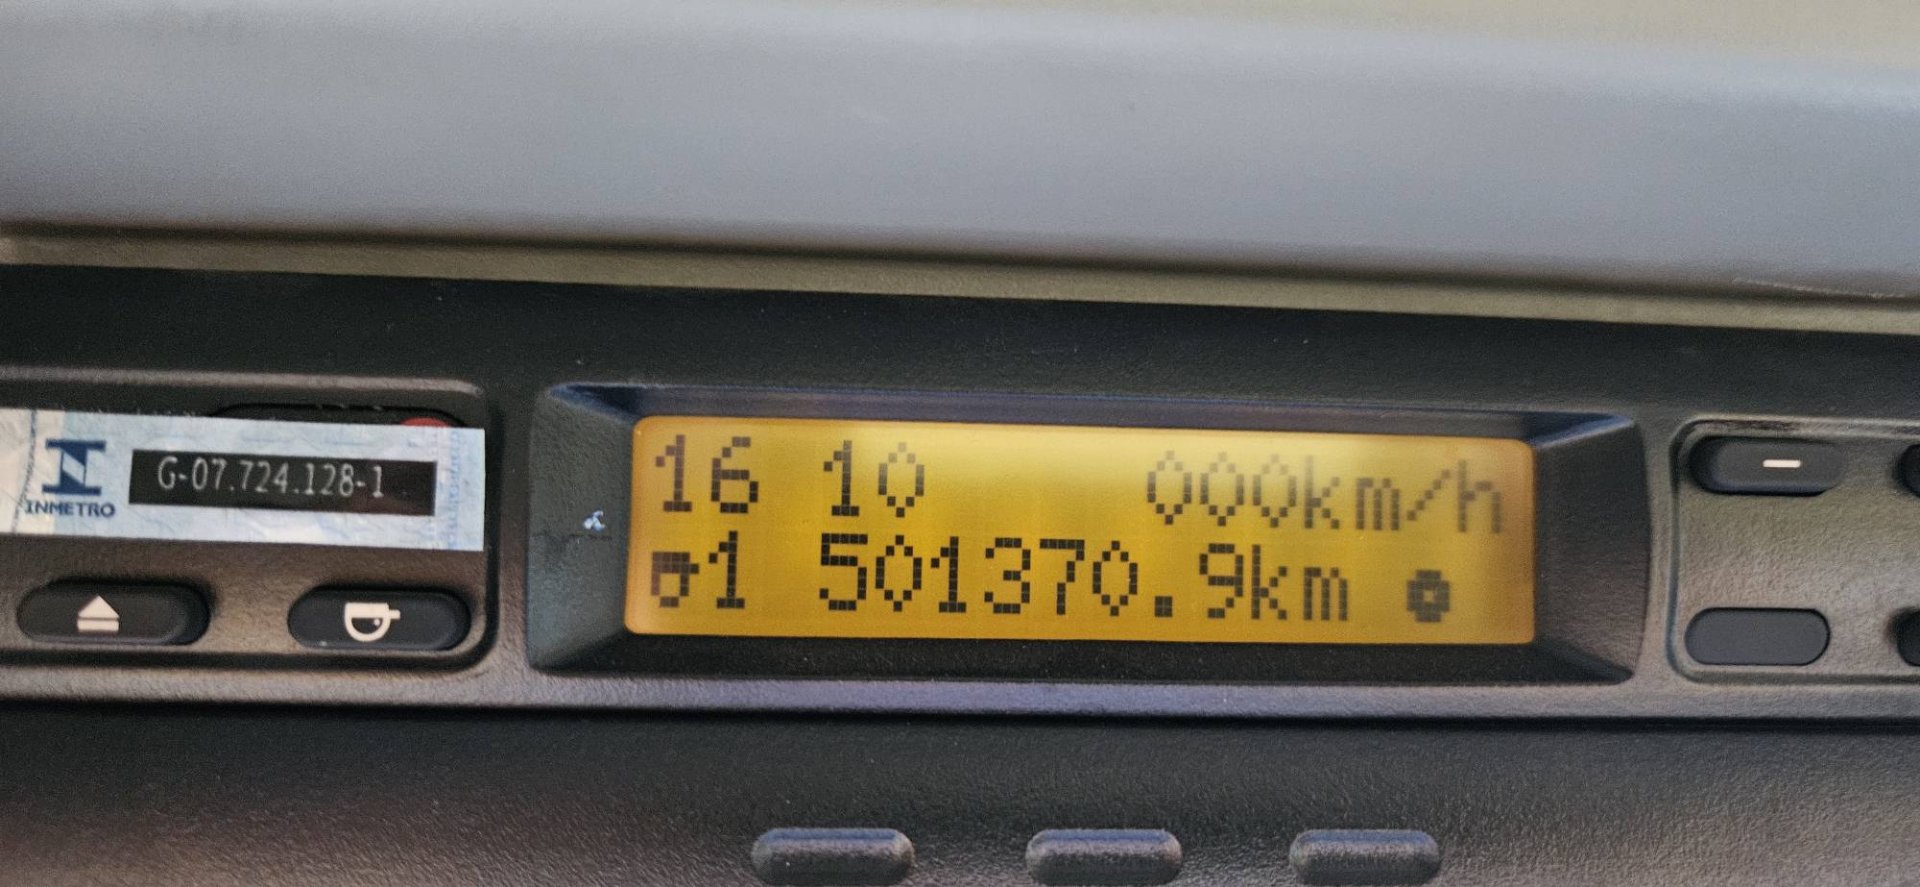 16 10 000km/h
1 501370.9km
G-07.724.128-1
INMETRO